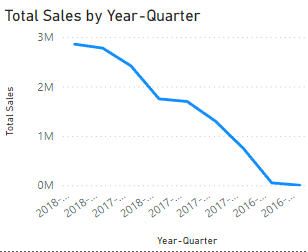 Total Sales by Year-Quarter
3M
2M
1M
0M
Total Sales
2018-... 2018-... 2017-... 2018-... 2017-... 2017-... 2017-... 2016-... 2016-...
Year-Quarter